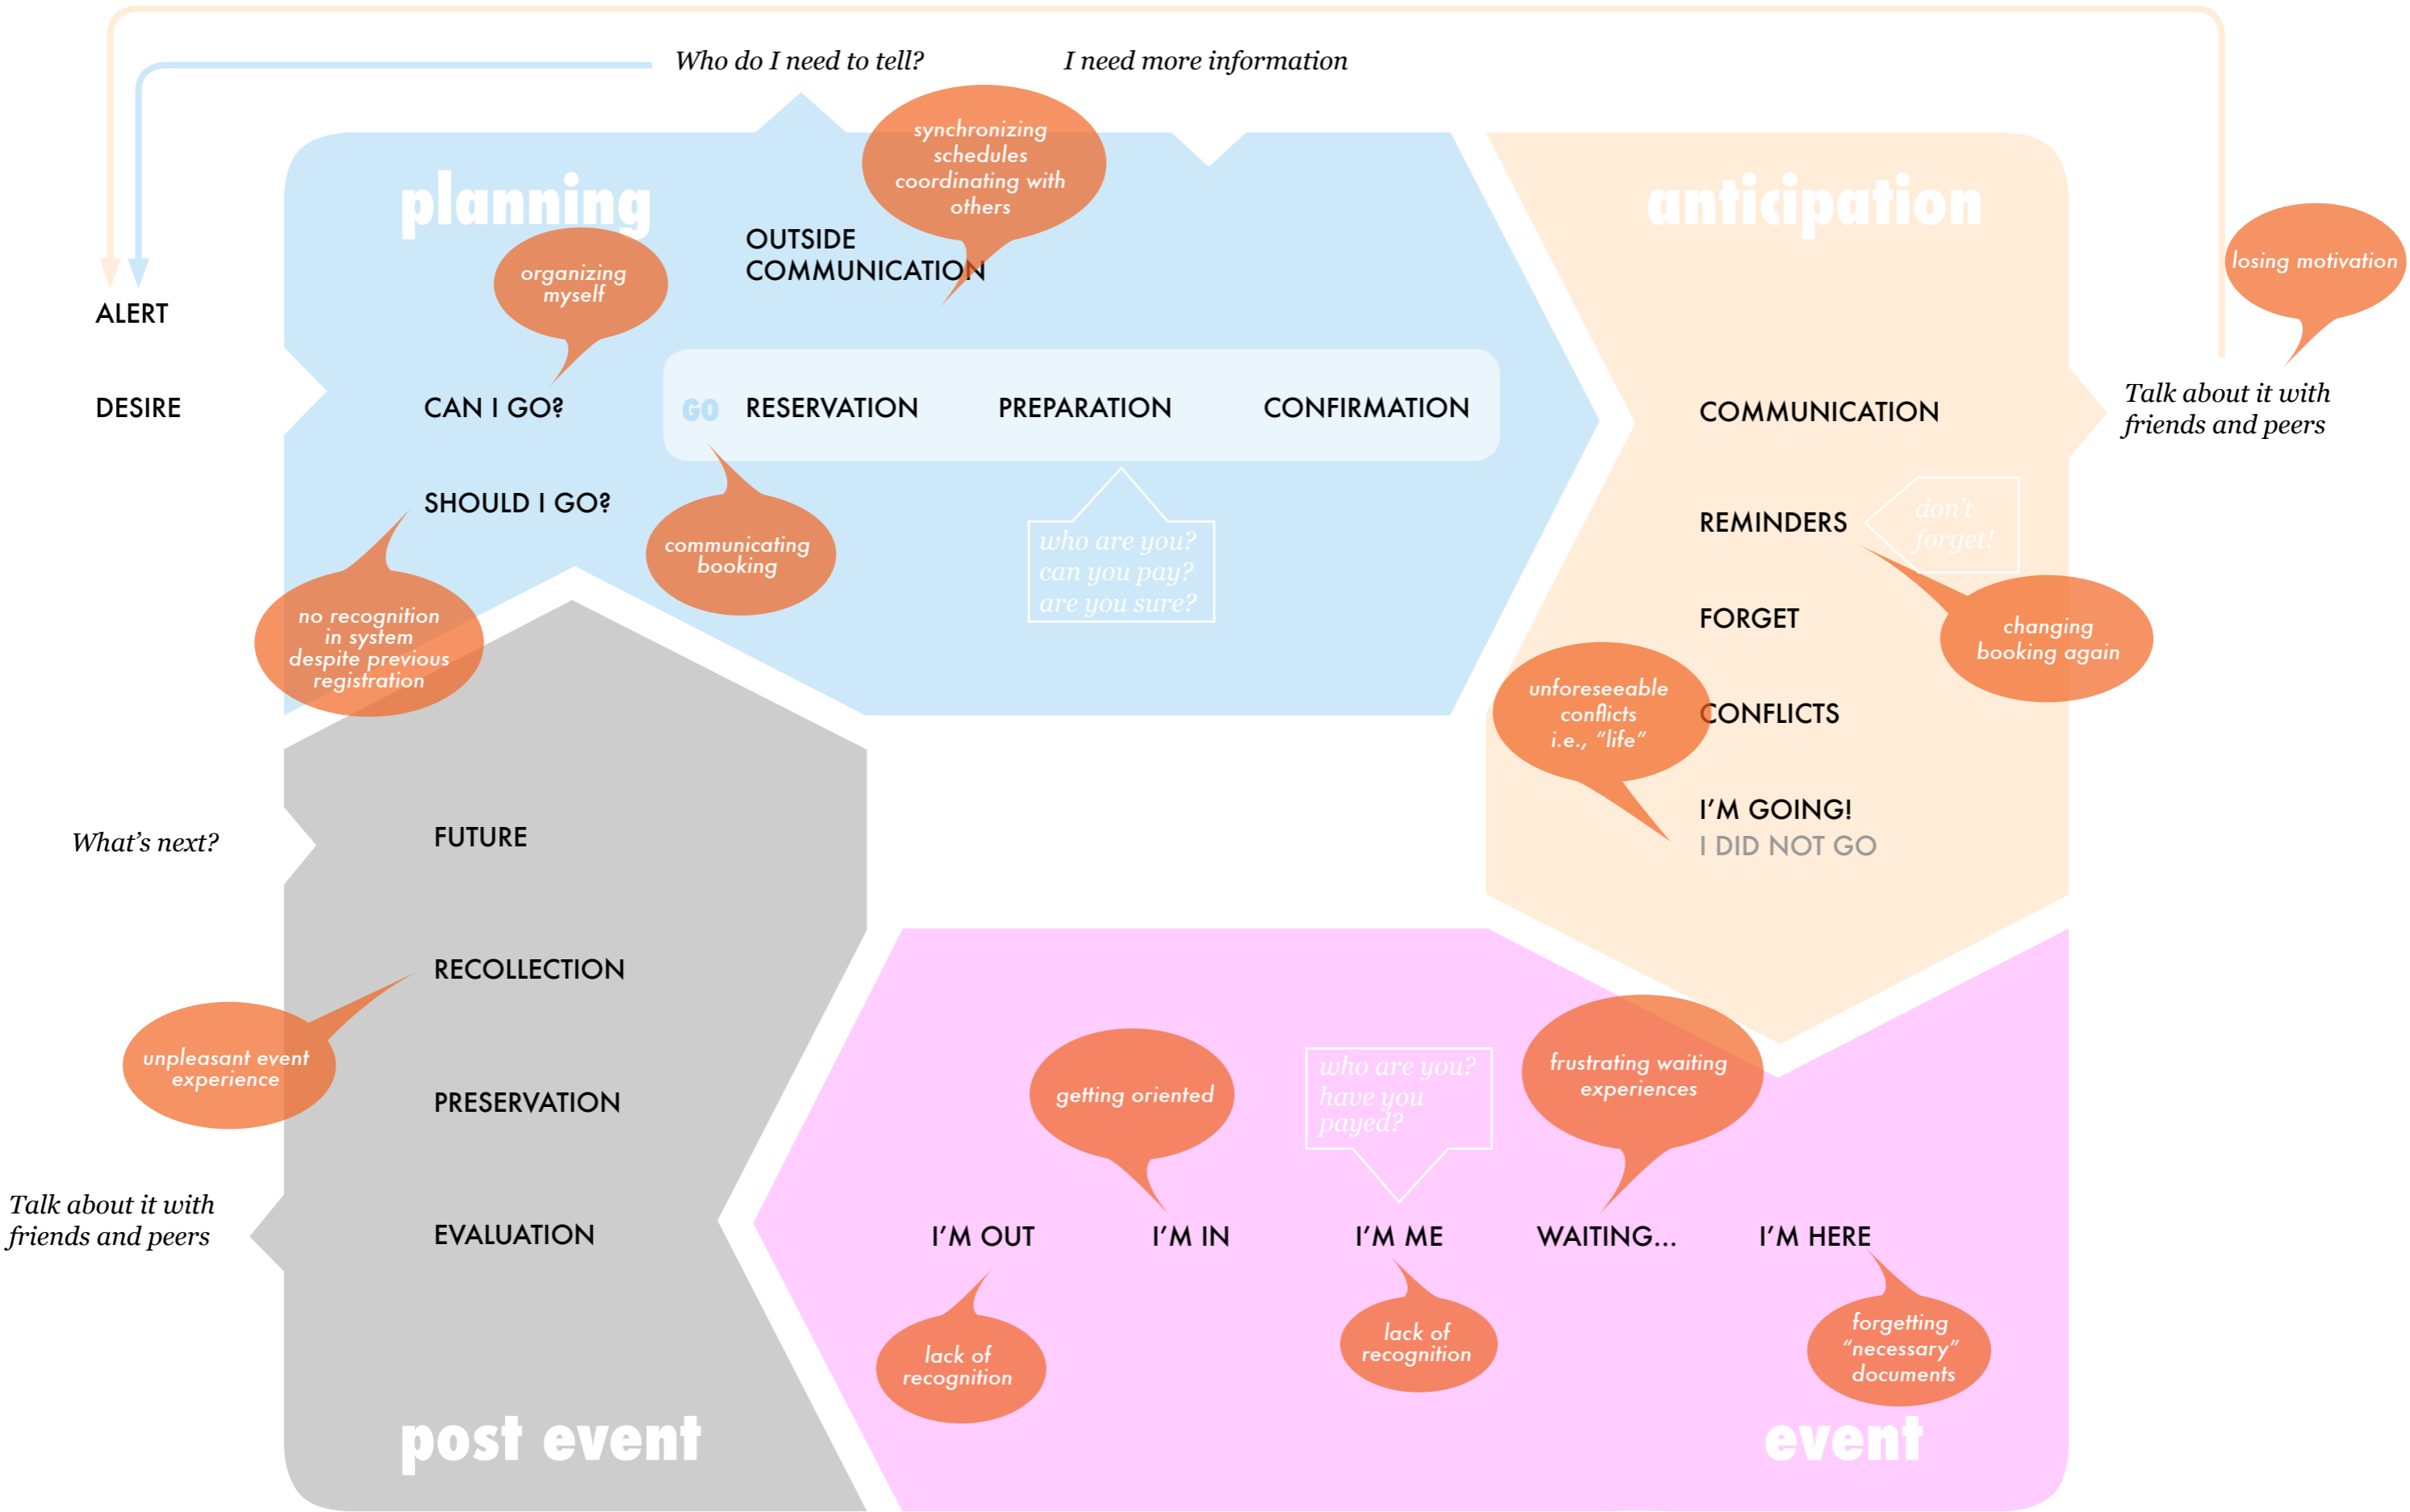 Who do I need to tell?
I need more information
planning
synchronizing
schedules
coordinating with
others
OUTSIDE
COMMUNICATION
organizing
myself
ALERT
DESIRE
CAN I GO?
SHOULD I GO?
GO
RESERVATION
PREPARATION
CONFIRMATION
communicating
booking
who are you?
can you pay?
are you sure?
no recognition
in system
despite previous
registration
anticipation
losing motivation
COMMUNICATION
Talk about it with
friends and peers
REMINDERS
don't
forget!
FORGET
changing
booking again
unforeseeable
conflicts
i.e., “life”
CONFLICTS
I’M GOING!
I DID NOT GO
What’s next?
FUTURE
RECOLLECTION
unpleasant event
experience
PRESERVATION
Talk about it with
friends and peers
EVALUATION
post event
getting oriented
who are you?
have you
payed?
frustrating waiting
experiences
I’M OUT
I’M IN
I’M ME
WAITING...
I’M HERE
lack of
recognition
lack of
recognition
forgetting
“necessary”
documents
event